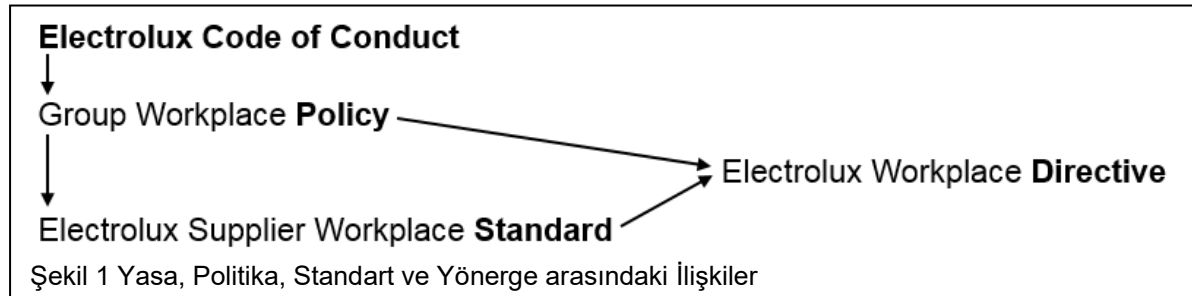 Electrolux Code of Conduct
Group Workplace Policy
Electrolux Workplace Directive
Electrolux Supplier Workplace Standard
Şekil 1 Yasa, Politika, Standart ve Yönerge arasındaki İlişkiler